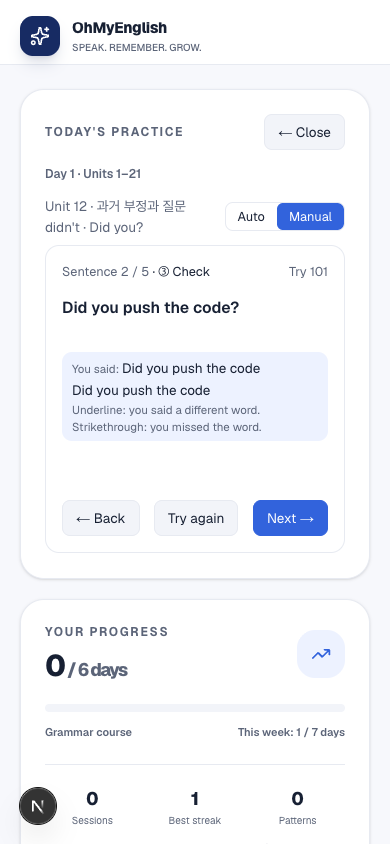 OhMyEnglish
SPEAK. REMEMBER. GROW.
TODAY'S PRACTICE
← Close
Day 1 · Units 1–21
Unit 12 · 과거 부정과 질문
didn't · Did you?
Auto
Manual
Sentence 2 / 5 · ③ Check
Try 101
Did you push the code?
You said: Did you push the code
Did you push the code
Underline: you said a different word.
Strikethrough: you missed the word.
← Back
Try again
Next →
YOUR PROGRESS
0 / 6 days
Grammar course
This week: 1 / 7 days
0
1
0
Sessions
Best streak
Patterns
N